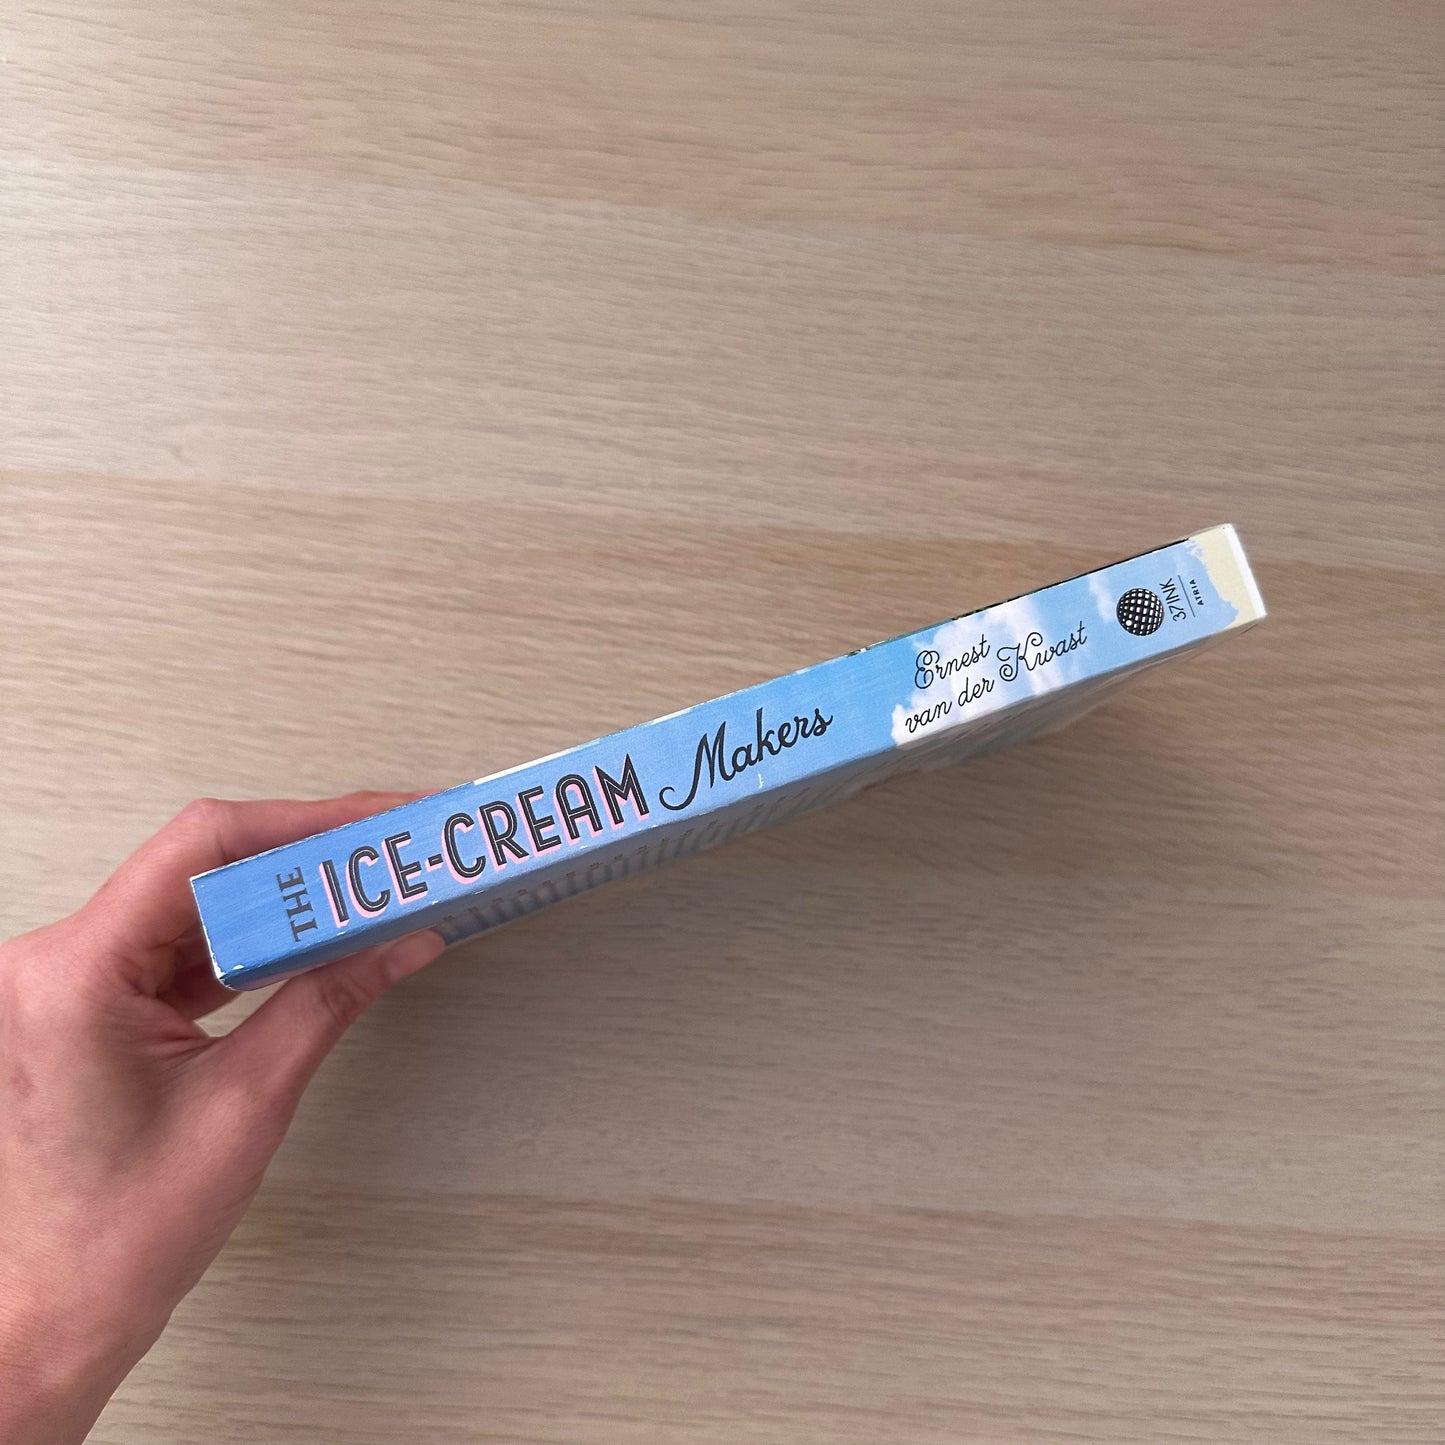 THE
ICE-CREAM
Makers
Ernest
van der Kwast
37INK
ATRIA